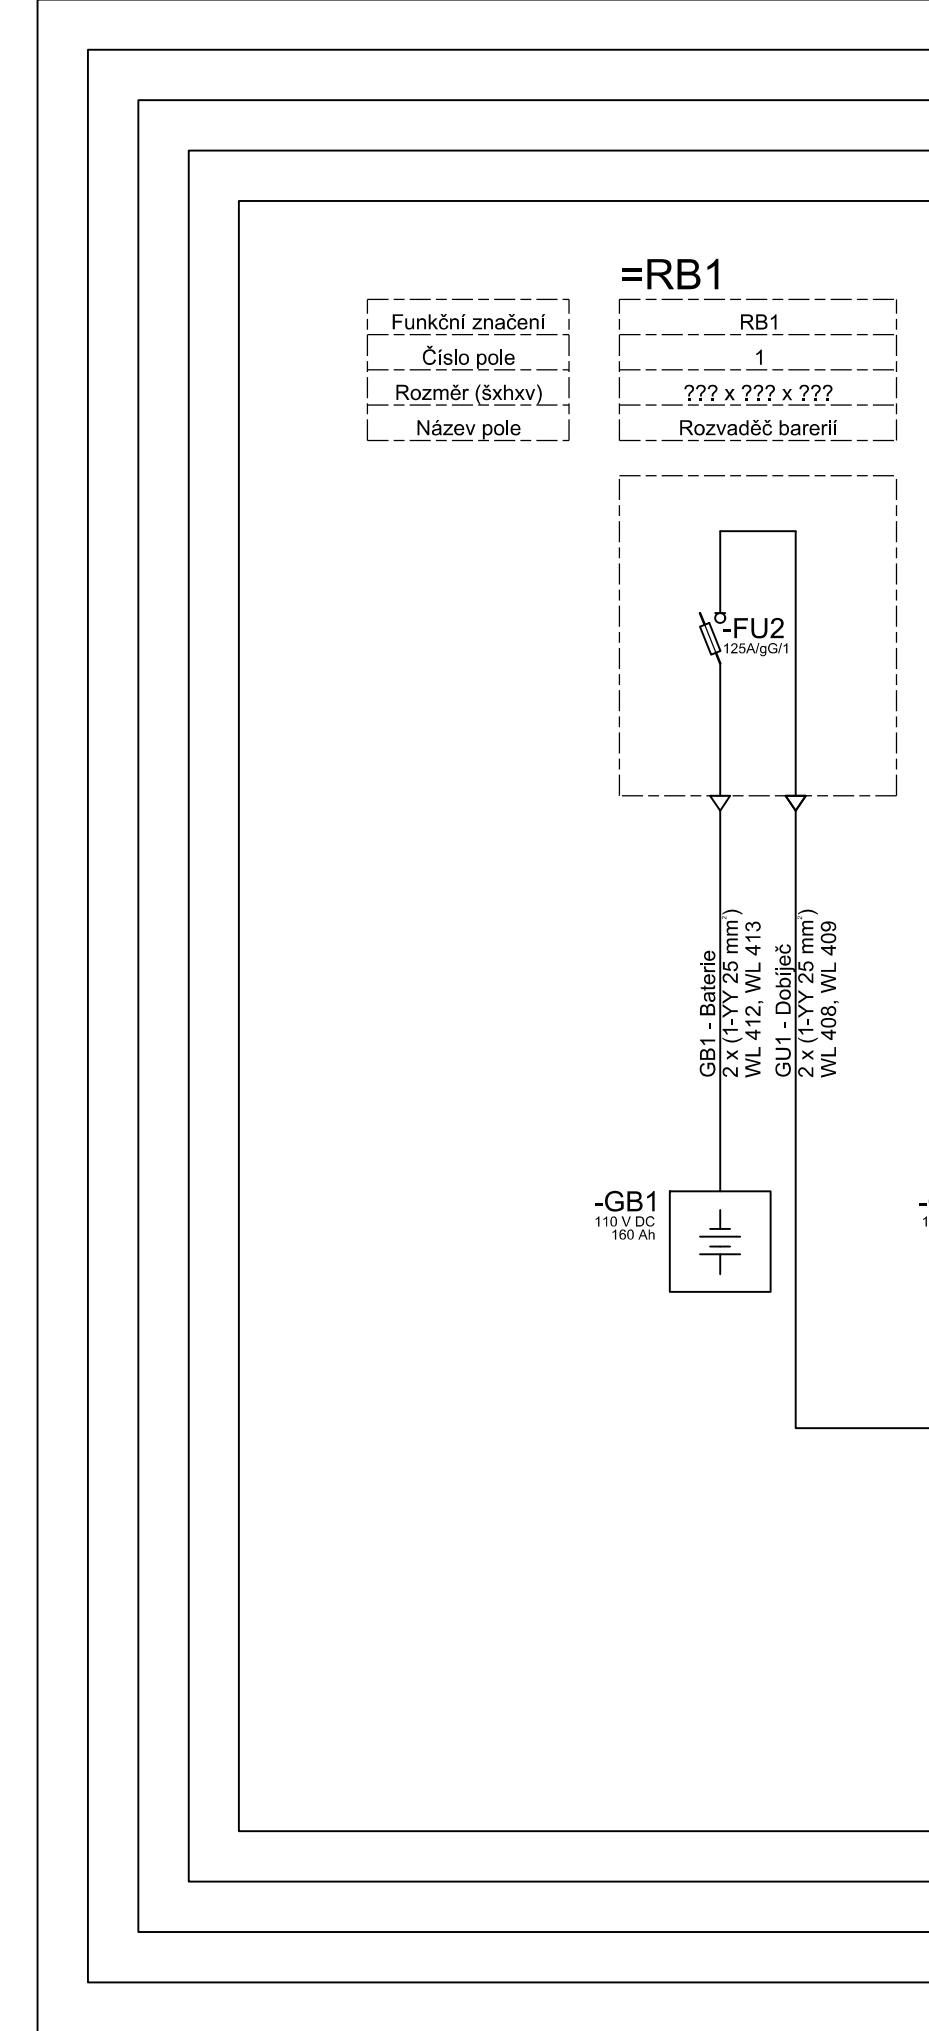 =RB1
Funkční značení
RB1
Číslo pole
1
Rozměr (šxhxv)
??? x ??? x ???
Název pole
Rozvaděč barerií
-FU2
125A/gG/1
GB1 - Baterie
2 x (1-YY 25 mm²)
WL 412, WL 413
GU1 - Dobíječ
2 x (1-YY 25 mm²)
WL 408, WL 409
-GB1
110 V DC
160 Ah